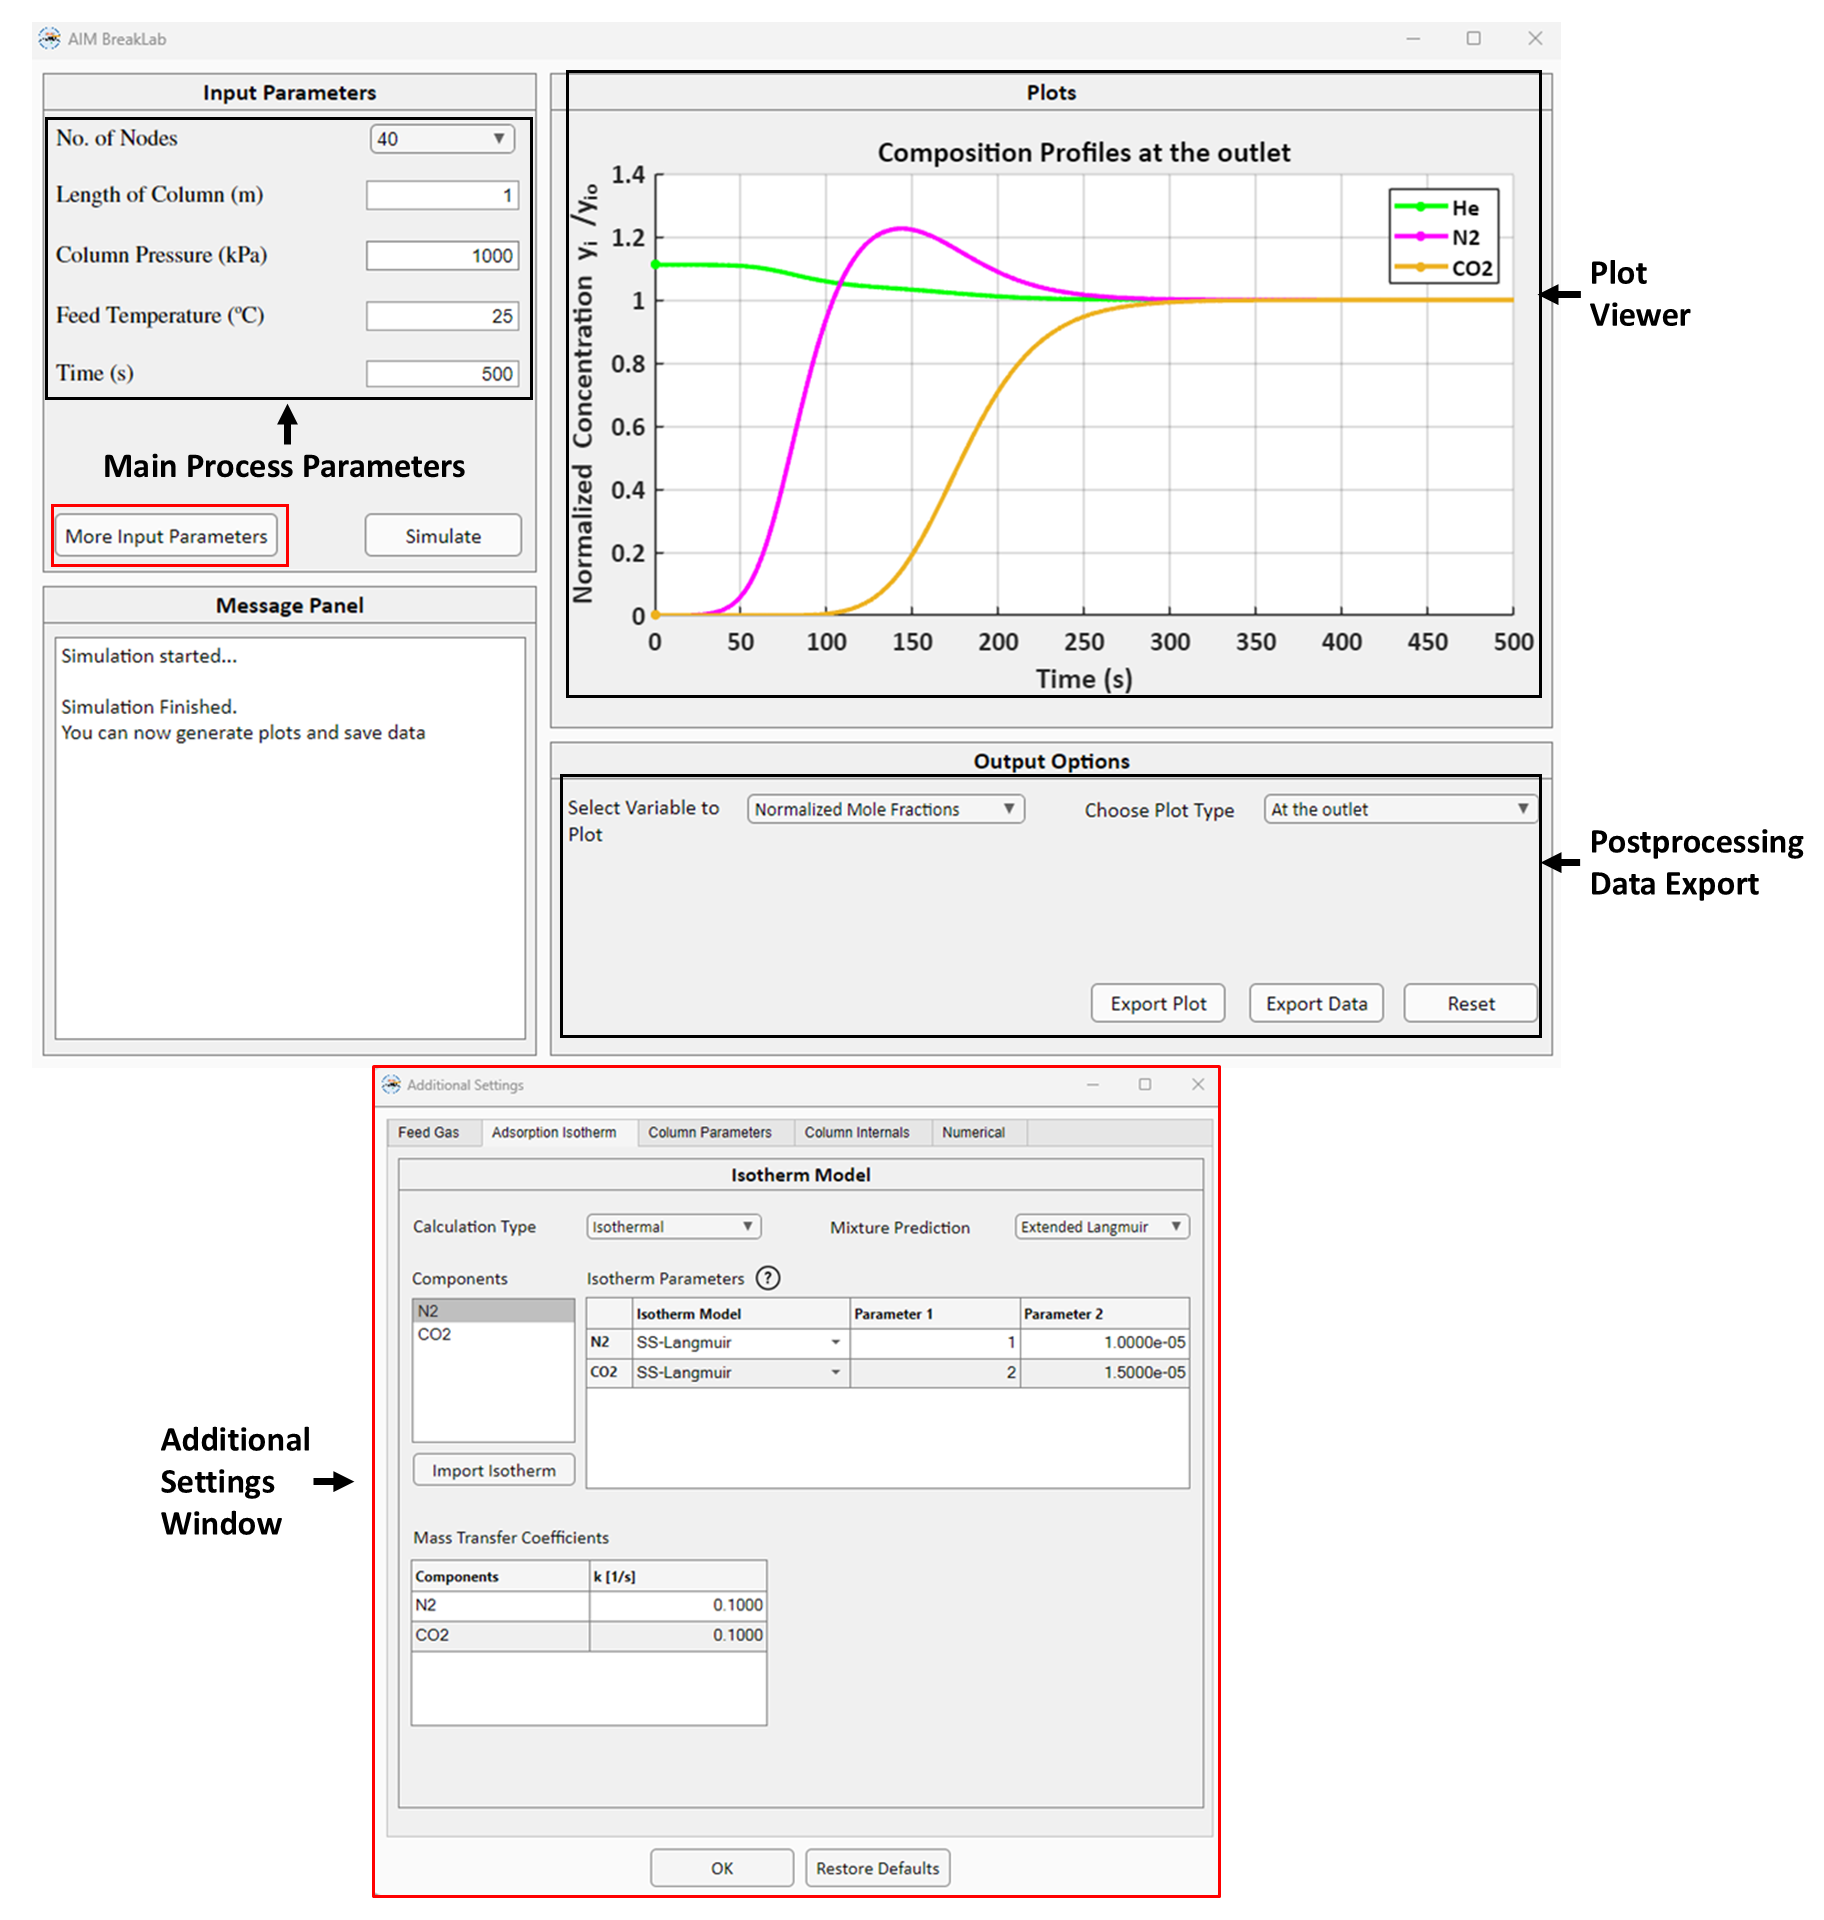 AIM BreakLab
Input Parameters
No. of Nodes
40
Length of Column (m)
1
Column Pressure (kPa)
1000
Feed Temperature (ºC)
25
Time (s)
500
Main Process Parameters
More Input Parameters
Simulate
Message Panel
Simulation started...
Simulation Finished.
You can now generate plots and save data
Plots
Composition Profiles at the outlet
Normalized Concentration yi /yio
1.4
1.2
1
0.8
0.6
0.4
0.2
0
0 50 100 150 200 250 300 350 400 450 500
Time (s)
He
N2
CO2
Plot
Viewer
Output Options
Select Variable to
Plot
Normalized Mole Fractions
Choose Plot Type
At the outlet
Export Plot
Export Data
Reset
Postprocessing
Data Export
Additional Settings
Feed Gas
Adsorption Isotherm
Column Parameters
Column Internals
Numerical
Isotherm Model
Calculation Type
Isothermal
Mixture Prediction
Extended Langmuir
Components
N2
CO2
Import Isotherm
Isotherm Parameters ?
Isotherm Model Parameter 1 Parameter 2
N2 SS-Langmuir 1 1.0000e-05
CO2 SS-Langmuir 2 1.5000e-05
Mass Transfer Coefficients
Components k [1/s]
N2 0.1000
CO2 0.1000
OK
Restore Defaults
Additional
Settings
Window